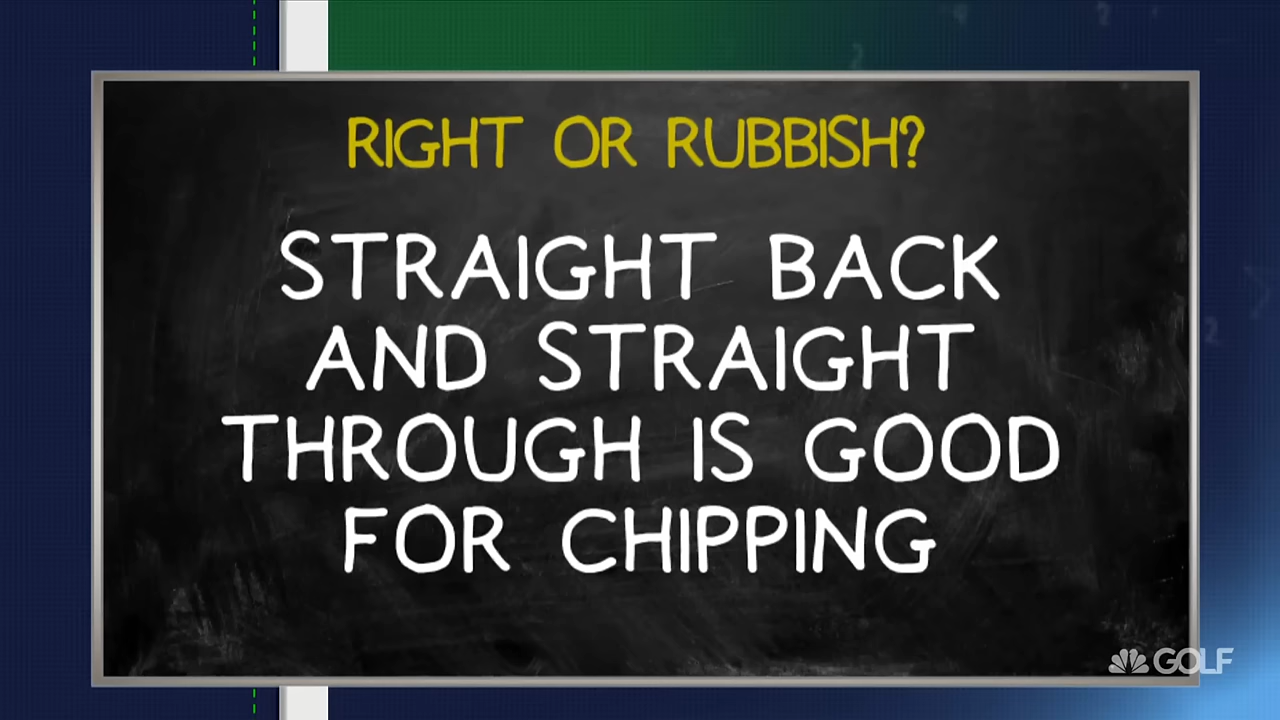 RIGHT OR RUBBISH?
STRAIGHT BACK
AND STRAIGHT
THROUGH IS GOOD
FOR CHIPPING
GOLF